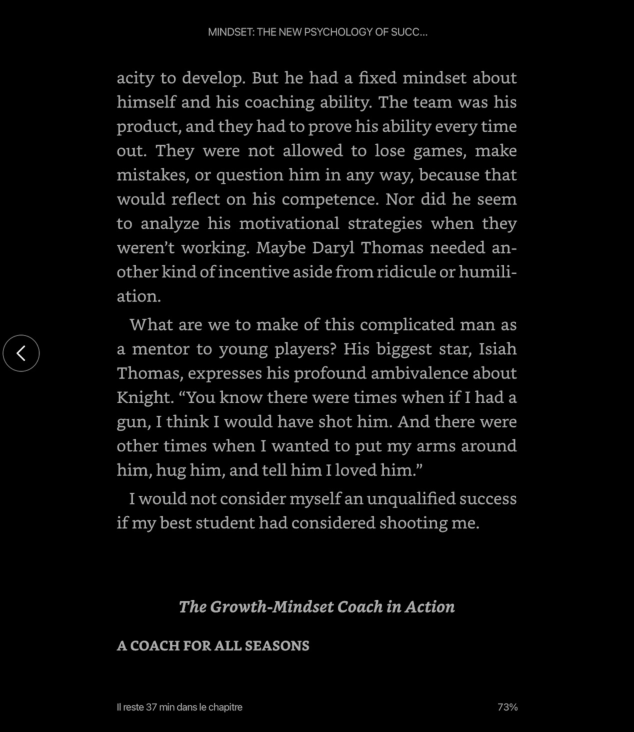 MINDSET: THE NEW PSYCHOLOGY OF SUCC...
acity to develop. But he had a fixed mindset about
himself and his coaching ability. The team was his
product, and they had to prove his ability every time
out. They were not allowed to lose games, make
mistakes, or question him in any way, because that
would reflect on his competence. Nor did he seem
to analyze his motivational strategies when they
weren’t working. Maybe Daryl Thomas needed an-
other kind of incentive aside from ridicule or humili-
ation.
What are we to make of this complicated man as
a mentor to young players? His biggest star, Isiah
Thomas, expresses his profound ambivalence about
Knight. “You know there were times when if I had a
gun, I think I would have shot him. And there were
other times when I wanted to put my arms around
him, hug him, and tell him I loved him.”
I would not consider myself an unqualified success
if my best student had considered shooting me.
The Growth-Mindset Coach in Action
A COACH FOR ALL SEASONS
Il reste 37 min dans le chapitre
73%